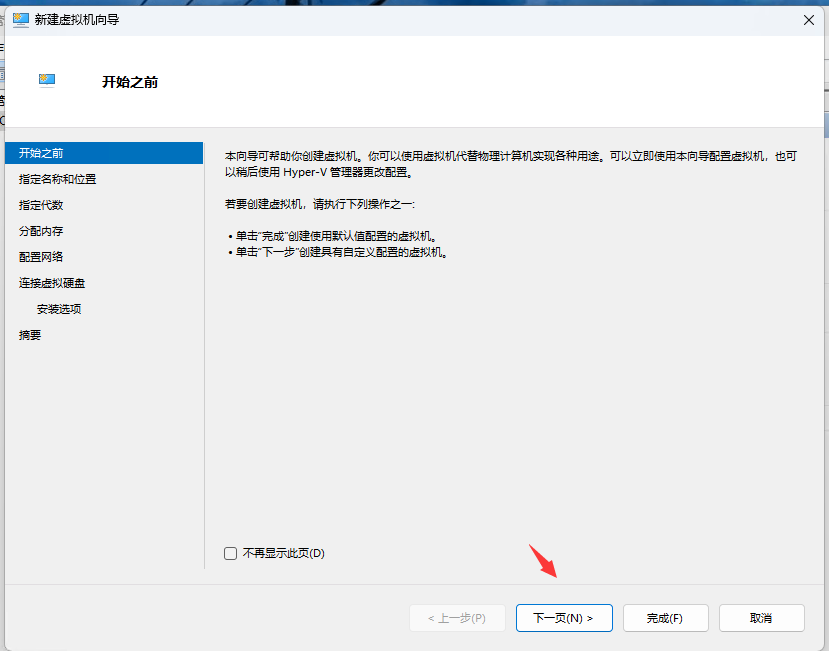 新建虚拟机向导
开始之前
开始之前
指定名称和位置
指定代数
分配内存
配置网络
连接虚拟硬盘
安装选项
摘要
本向导可帮助你创建虚拟机。你可以使用虚拟机代替物理计算机实现各种用途。可以立即使用本向导配置虚拟机，也可
以稍后使用 Hyper-V 管理器更改配置。
若要创建虚拟机，请执行下列操作之一:
• 单击"完成"创建使用默认值配置的虚拟机。
• 单击"下一步"创建具有自定义配置的虚拟机。
不再显示此页(D)
< 上一步(P)
下一页(N) >
完成(F)
取消